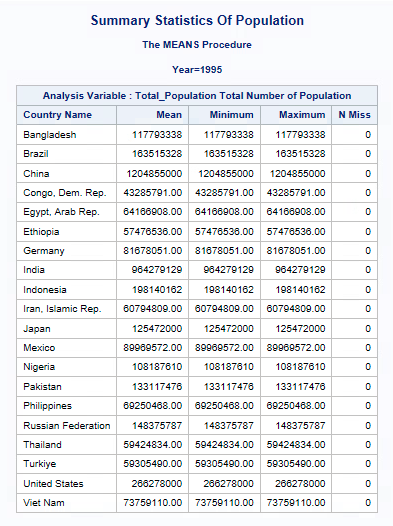 Summary Statistics Of Population
The MEANS Procedure
Year=1995
Analysis Variable : Total_Population Total Number of Population
Country Name Mean Minimum Maximum N Miss
Bangladesh 117793338 117793338 117793338 0
Brazil 163515328 163515328 163515328 0
China 1204855000 1204855000 1204855000 0
Congo, Dem. Rep. 43285791.00 43285791.00 43285791.00 0
Egypt, Arab Rep. 64166908.00 64166908.00 64166908.00 0
Ethiopia 57476536.00 57476536.00 57476536.00 0
Germany 81678051.00 81678051.00 81678051.00 0
India 964279129 964279129 964279129 0
Indonesia 198140162 198140162 198140162 0
Iran, Islamic Rep. 60794809.00 60794809.00 60794809.00 0
Japan 125472000 125472000 125472000 0
Mexico 89969572.00 89969572.00 89969572.00 0
Nigeria 108187610 108187610 108187610 0
Pakistan 133117476 133117476 133117476 0
Philippines 69250468.00 69250468.00 69250468.00 0
Russian Federation 148375787 148375787 148375787 0
Thailand 59424834.00 59424834.00 59424834.00 0
Turkiye 59305490.00 59305490.00 59305490.00 0
United States 266278000 266278000 266278000 0
Viet Nam 73759110.00 73759110.00 73759110.00 0